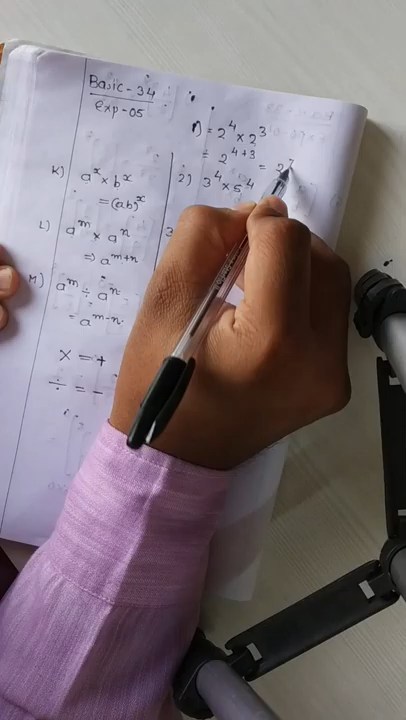 Basic - 34
exp - 05
K) aˣ × bˣ
= (ab)ˣ
L) aᵐ × aⁿ
=) aᵐ⁺ⁿ
M) aᵐ ÷ aⁿ
= aᵐ⁻ⁿ
× = +
÷ = −
1) = 2⁴ × 2³
= 2⁴⁺³ = 2⁷
2) 3⁴ × 5⁴
3